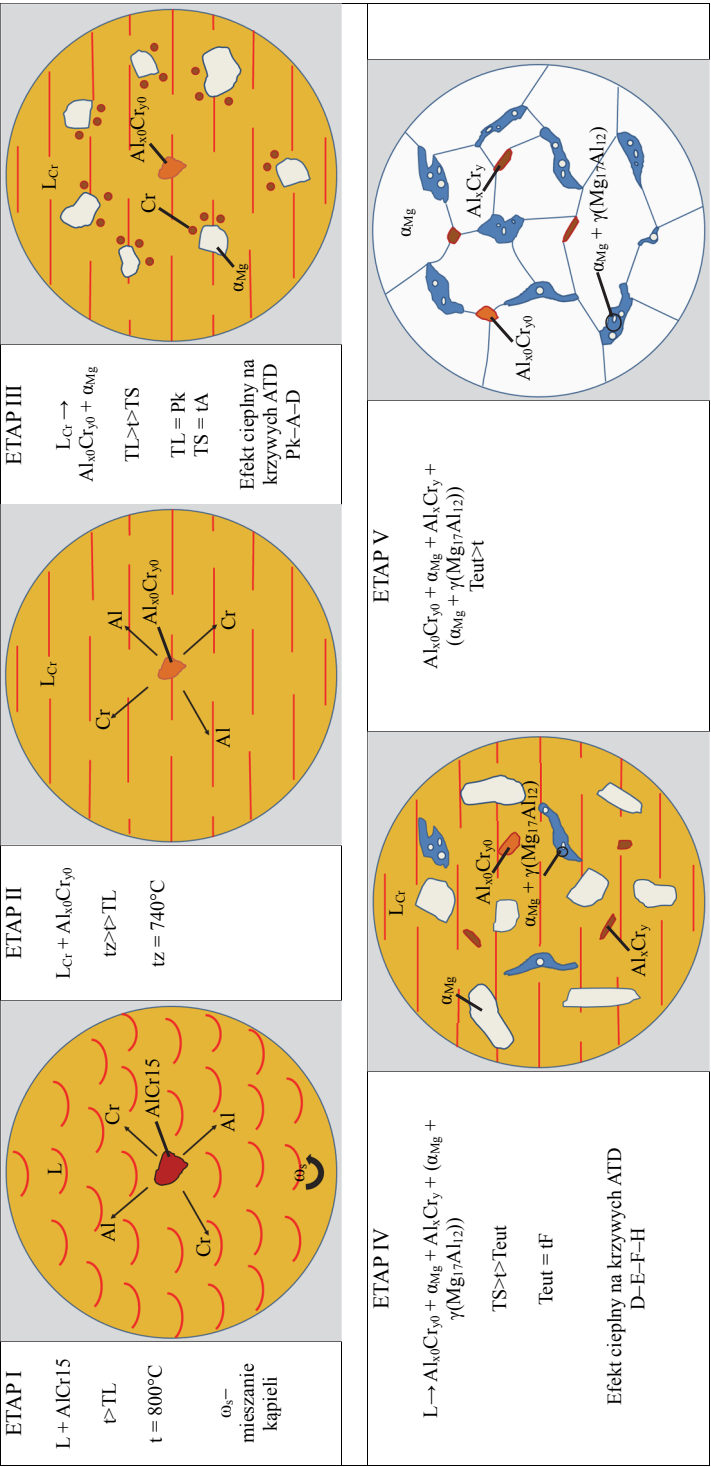 ETAP I
L + AlCr15
t>TL
t = 800°C
ωs–
mieszanie
kąpieli
L
Al
Cr
AlCr15
Cr
Al
ωs
ETAP II
LCr + Alx0Cry0
tz>t>TL
tz = 740°C
LCr
Cr
Al
Alx0Cry0
Al
Cr
ETAP III
LCr →
Alx0Cry0 + αMg
TL>t>TS
TL = Pk
TS = tA
Efekt cieplny na
krzywych ATD
Pk–A–D
LCr
Alx0Cry0
Cr
αMg
ETAP IV
L→ Alx0Cry0 + αMg + AlxCry + (αMg +
γ(Mg17Al12))
TS>t>Teut
Teut = tF
Efekt cieplny na krzywych ATD
D–E–F–H
LCr
αMg
Alx0Cry0
αMg + γ(Mg17Al12)
AlxCry
ETAP V
Alx0Cry0 + αMg + AlxCry +
(αMg + γ(Mg17Al12))
Teut>t
αMg
AlxCry
Alx0Cry0
αMg + γ(Mg17Al12)